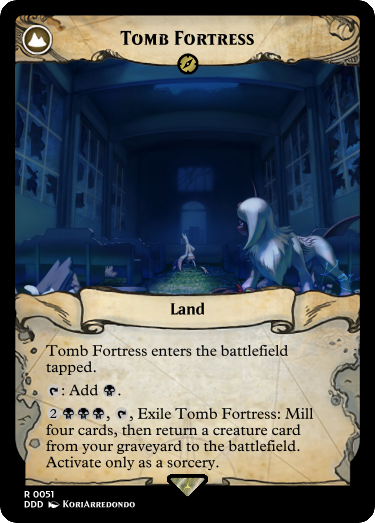 Tomb Fortress
Land
Tomb Fortress enters the battlefield
tapped.
: Add .
2 , , Exile Tomb Fortress: Mill
four cards, then return a creature card
from your graveyard to the battlefield.
Activate only as a sorcery.
R 0051
DDD KoriArredondo